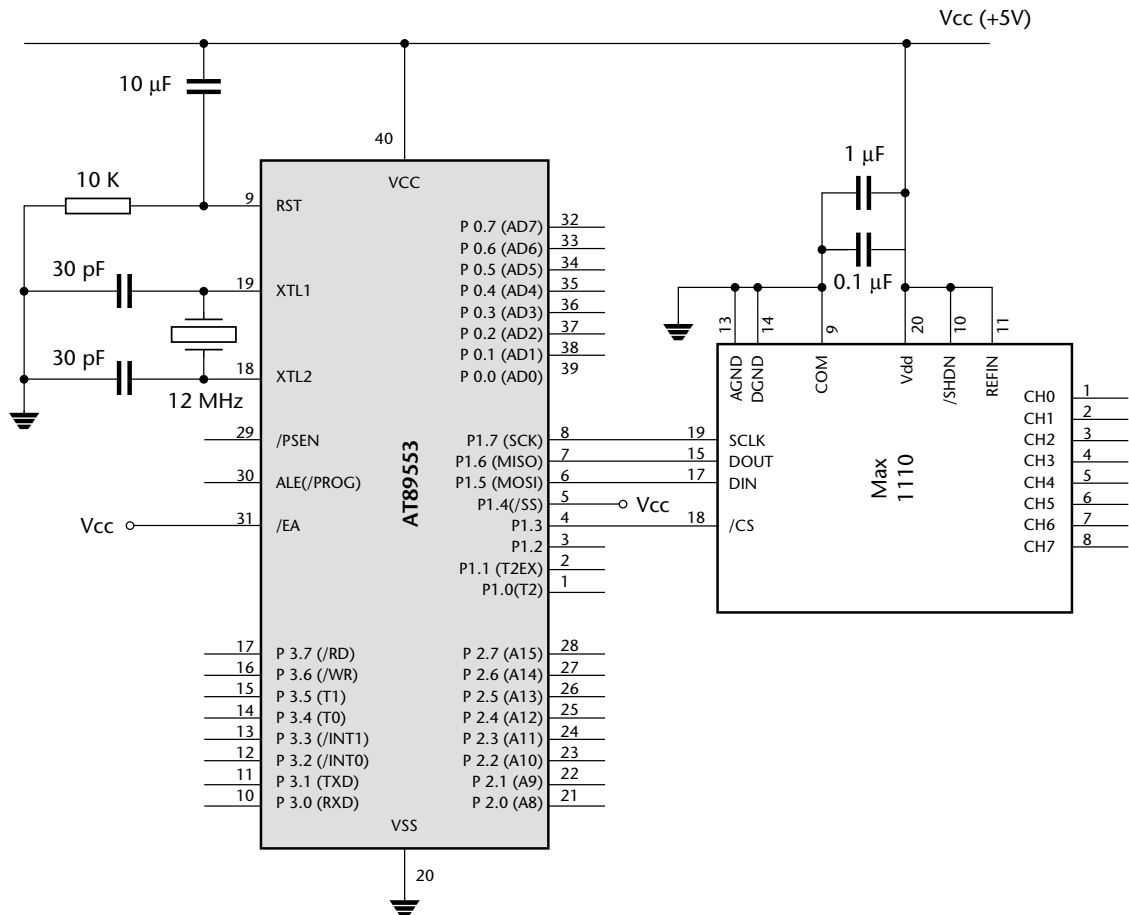 Vcc (+5V)
10 µF
40
VCC
10 K
9
RST
30 pF
19
XTL1
30 pF
18
XTL2
12 MHz
29
/PSEN
30
ALE(/PROG)
Vcc
31
/EA
17
P 3.7 (/RD)
16
P 3.6 (/WR)
15
P 3.5 (T1)
14
P 3.4 (T0)
13
P 3.3 (/INT1)
12
P 3.2 (/INT0)
11
P 3.1 (TXD)
10
P 3.0 (RXD)
AT89553
P 0.7 (AD7)
32
P 0.6 (AD6)
33
P 0.5 (AD5)
34
P 0.4 (AD4)
35
P 0.3 (AD3)
36
P 0.2 (AD2)
37
P 0.1 (AD1)
38
P 0.0 (AD0)
39
P1.7 (SCK)
8
P1.6 (MISO)
7
P1.5 (MOSI)
6
P1.4(/SS)
5
Vcc
P1.3
4
P1.2
3
P1.1 (T2EX)
2
P1.0(T2)
1
P 2.7 (A15)
28
P 2.6 (A14)
27
P 2.5 (A13)
26
P 2.4 (A12)
25
P 2.3 (A11)
24
P 2.2 (A10)
23
P 2.1 (A9)
22
P 2.0 (A8)
21
VSS
20
1 µF
0.1 µF
13
14
9
20
10
11
AGND
DGND
COM
Vdd
/SHDN
REFIN
19
SCLK
15
DOUT
17
DIN
18
/CS
Max
1110
CH0
1
CH1
2
CH2
3
CH3
4
CH4
5
CH5
6
CH6
7
CH7
8